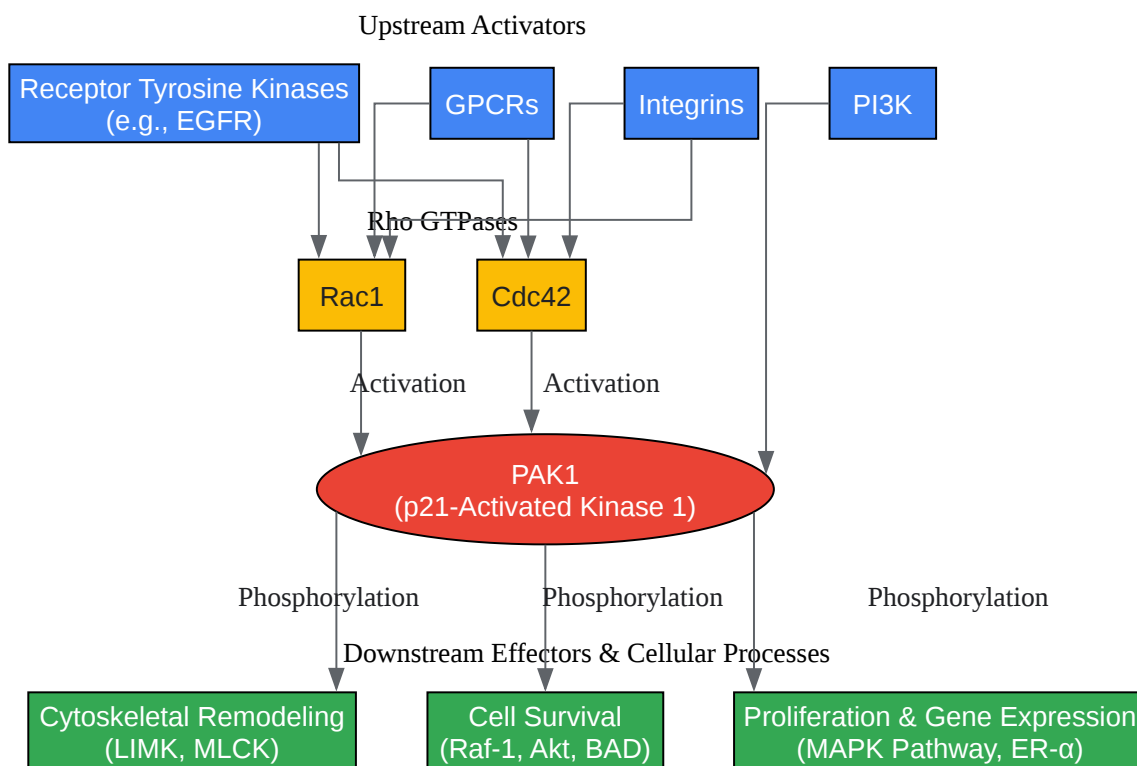 Upstream Activators
Receptor Tyrosine Kinases
(e.g., EGFR)
GPCRs
Integrins
PI3K
Rho GTPases
Rac1
Cdc42
Activation
Activation
PAK1
(p21-Activated Kinase 1)
Phosphorylation
Phosphorylation
Phosphorylation
Downstream Effectors & Cellular Processes
Cytoskeletal Remodeling
(LIMK, MLCK)
Cell Survival
(Raf-1, Akt, BAD)
Proliferation & Gene Expression
(MAPK Pathway, ER-α)